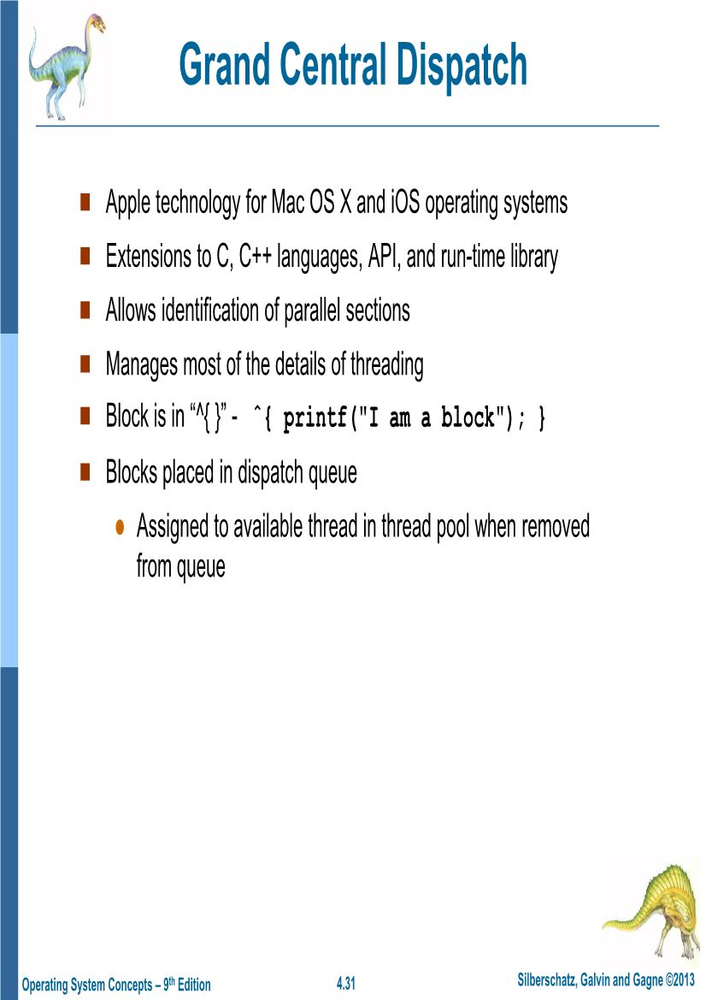 Grand Central Dispatch
Apple technology for Mac OS X and iOS operating systems
Extensions to C, C++ languages, API, and run-time library
Allows identification of parallel sections
Manages most of the details of threading
Block is in “^{ }” - ˆ{ printf("I am a block"); }
Blocks placed in dispatch queue
Assigned to available thread in thread pool when removed
from queue
Operating System Concepts – 9th Edition
4.31
Silberschatz, Galvin and Gagne ©2013